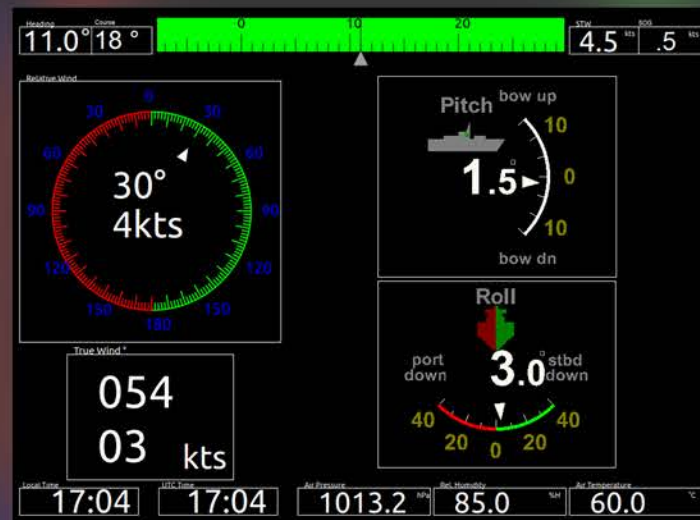 Heading Course
11.0° 18°
0 10 20
STW kts SOG kts
4.5 .5
Relative Wind
0
30 30
60 60
90 90
120 120
150 150
180
30°
4kts
Pitch
bow up
10
1.5°
0
10
bow dn
Roll
port down
3.0°
stbd down
40 40
20 20
0
True Wind °
054
03 kts
Local Time
17:04
UTC Time
17:04
Air Pressure
1013.2 hPa
Rel. Humidity
85.0 %H
Air Temperature
60.0 °C